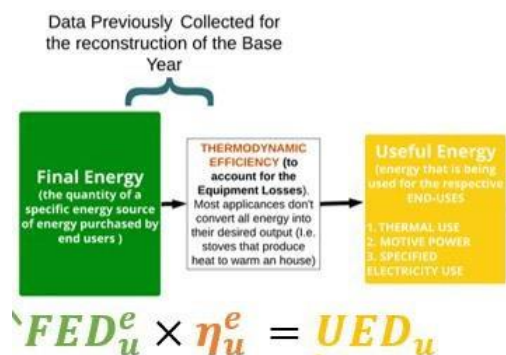 Data Previously Collected for
the reconstruction of the Base
Year
Final Energy
(the quantity of a
specific energy source
of energy purchased by
end users )
THERMODYNAMIC
EFFICIENCY (to
account for the
Equipment Losses).
Most applicances don't
convert all energy into
their desired output (I.e.
stoves that produce
heat to warm an house)
Useful Energy
(energy that is being
used for the respective
END-USES
1. THERMAL USE
2. MOTIVE POWER
3. SPECIFIED
ELECTRICITY USE
`FED_u^e × η_u^e = UED_u